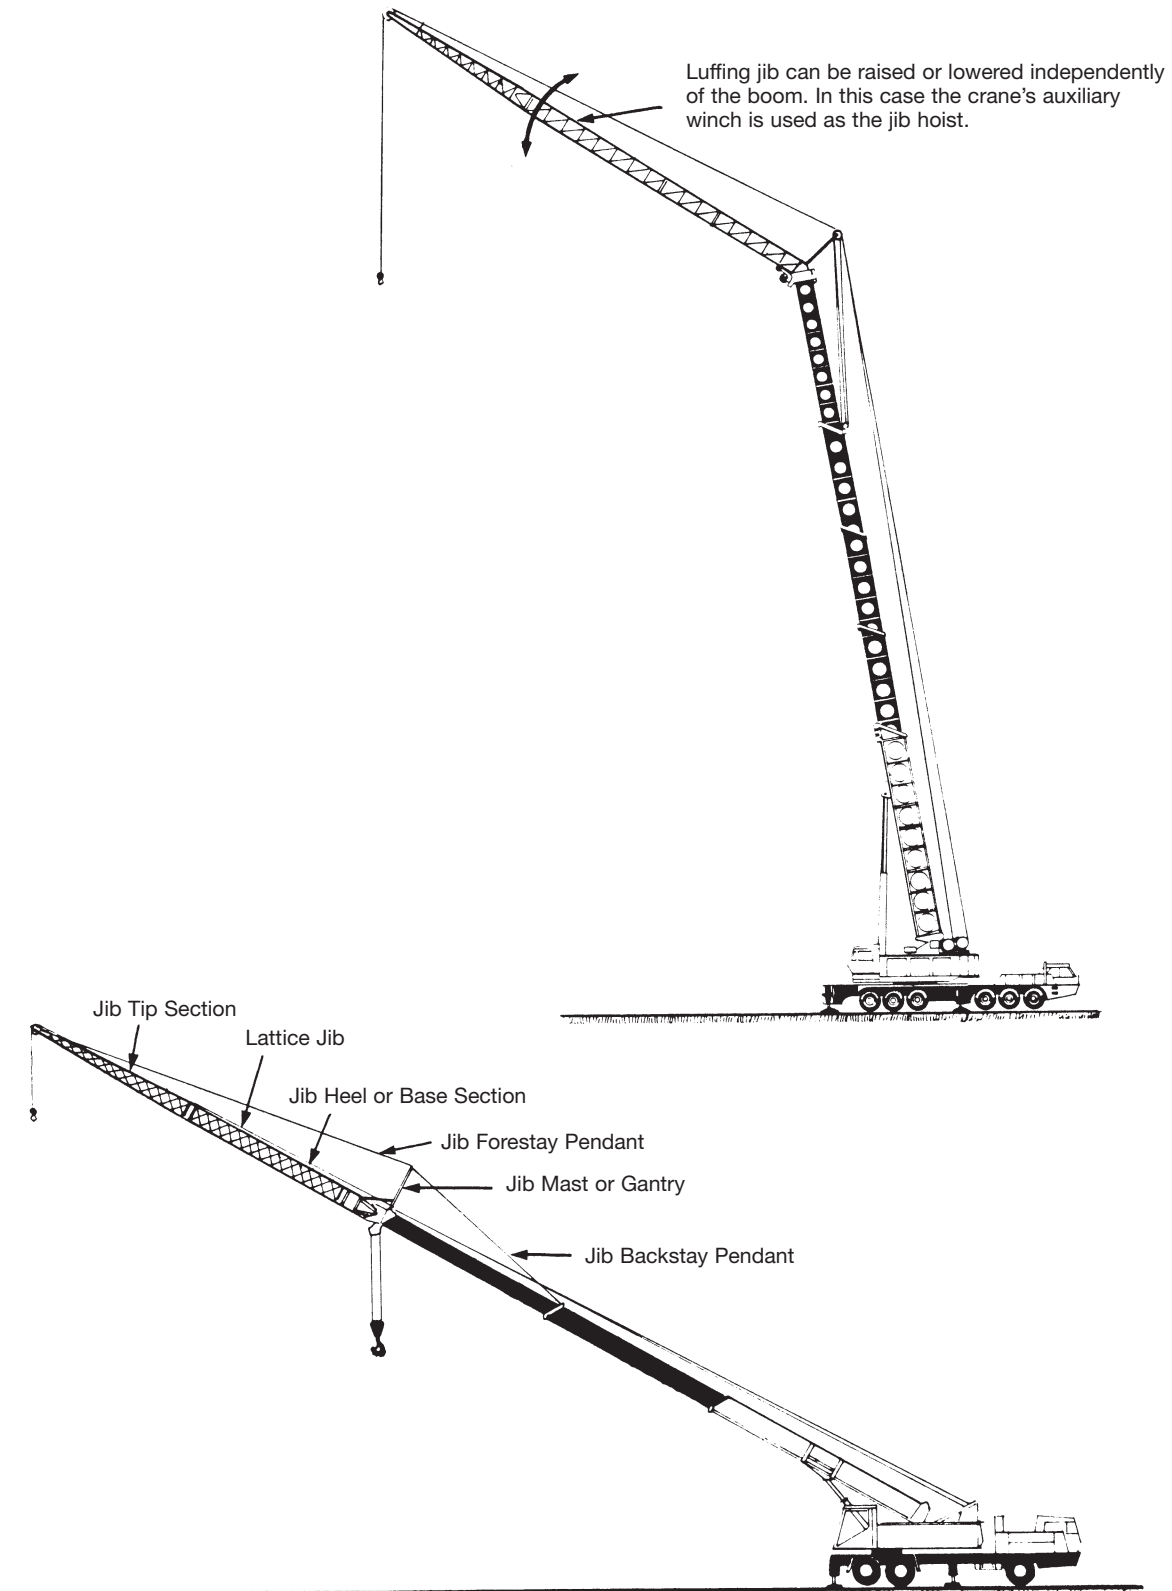 Luffing jib can be raised or lowered independently
of the boom. In this case the crane's auxiliary
winch is used as the jib hoist.
Jib Tip Section
Lattice Jib
Jib Heel or Base Section
Jib Forestay Pendant
Jib Mast or Gantry
Jib Backstay Pendant